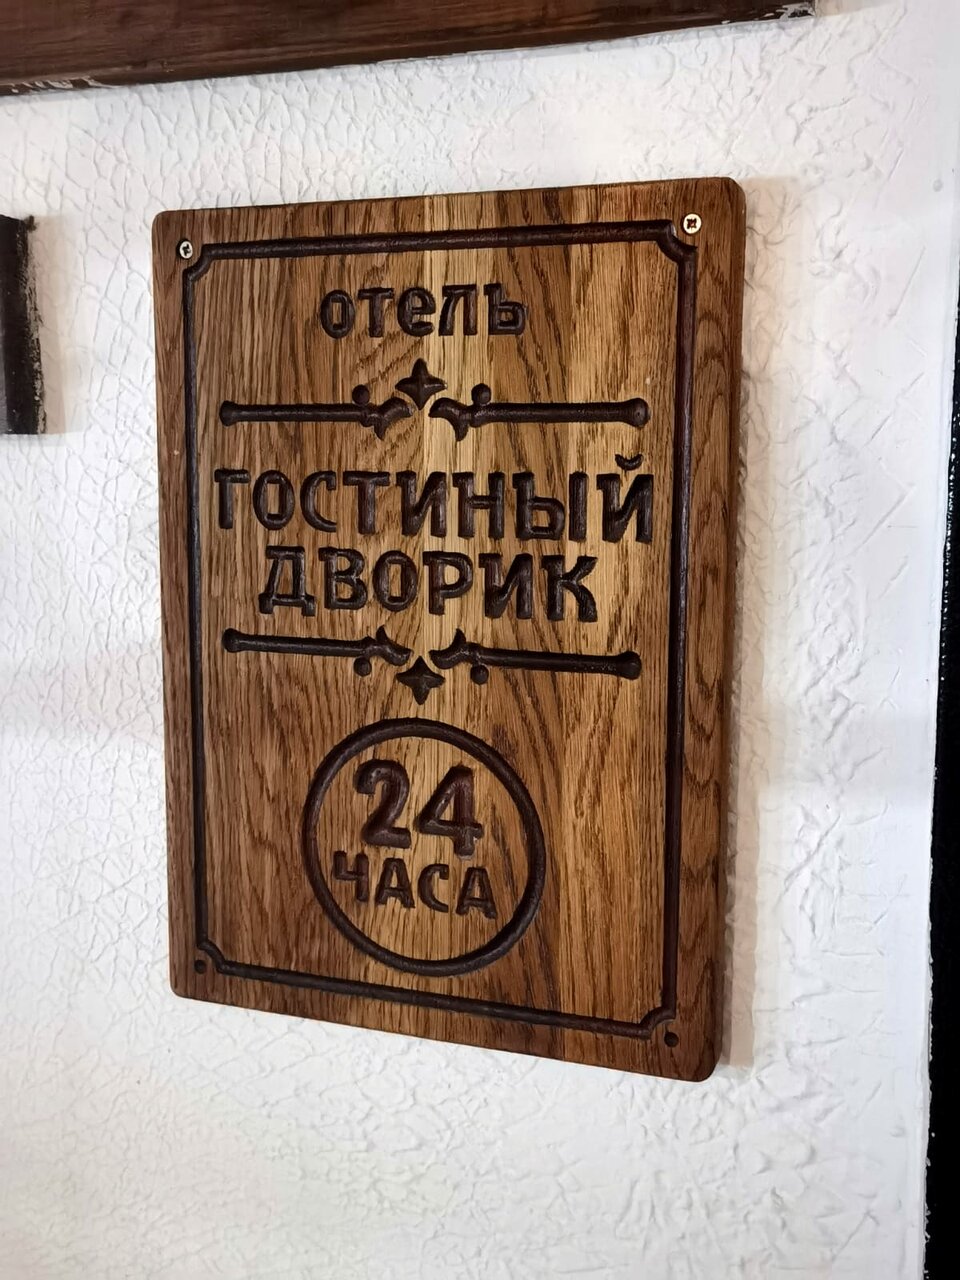 отель
ГОСТИНЫЙ
ДВОРИК
24
ЧАСА